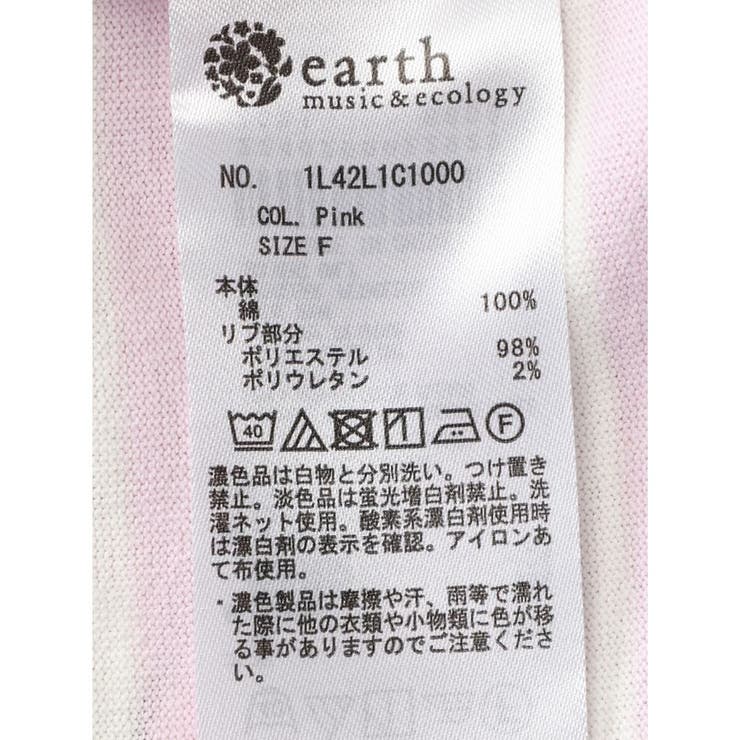 earth
music&ecology
NO. 1L42L1C1000
COL. Pink
SIZE F
本体
綿 100%
リブ部分
ポリエステル 98%
ポリウレタン 2%
40 F
濃色品は白物と分別洗い。つけ置き
禁止。淡色品は蛍光増白剤禁止。洗
濯ネット使用。酸素系漂白剤使用時
は漂白剤の表示を確認。アイロンあ
て布使用。
・濃色製品は摩擦や汗、雨等で濡れ
た際に他の衣類や小物類に色が移
る事がありますのでご注意くださ
い。